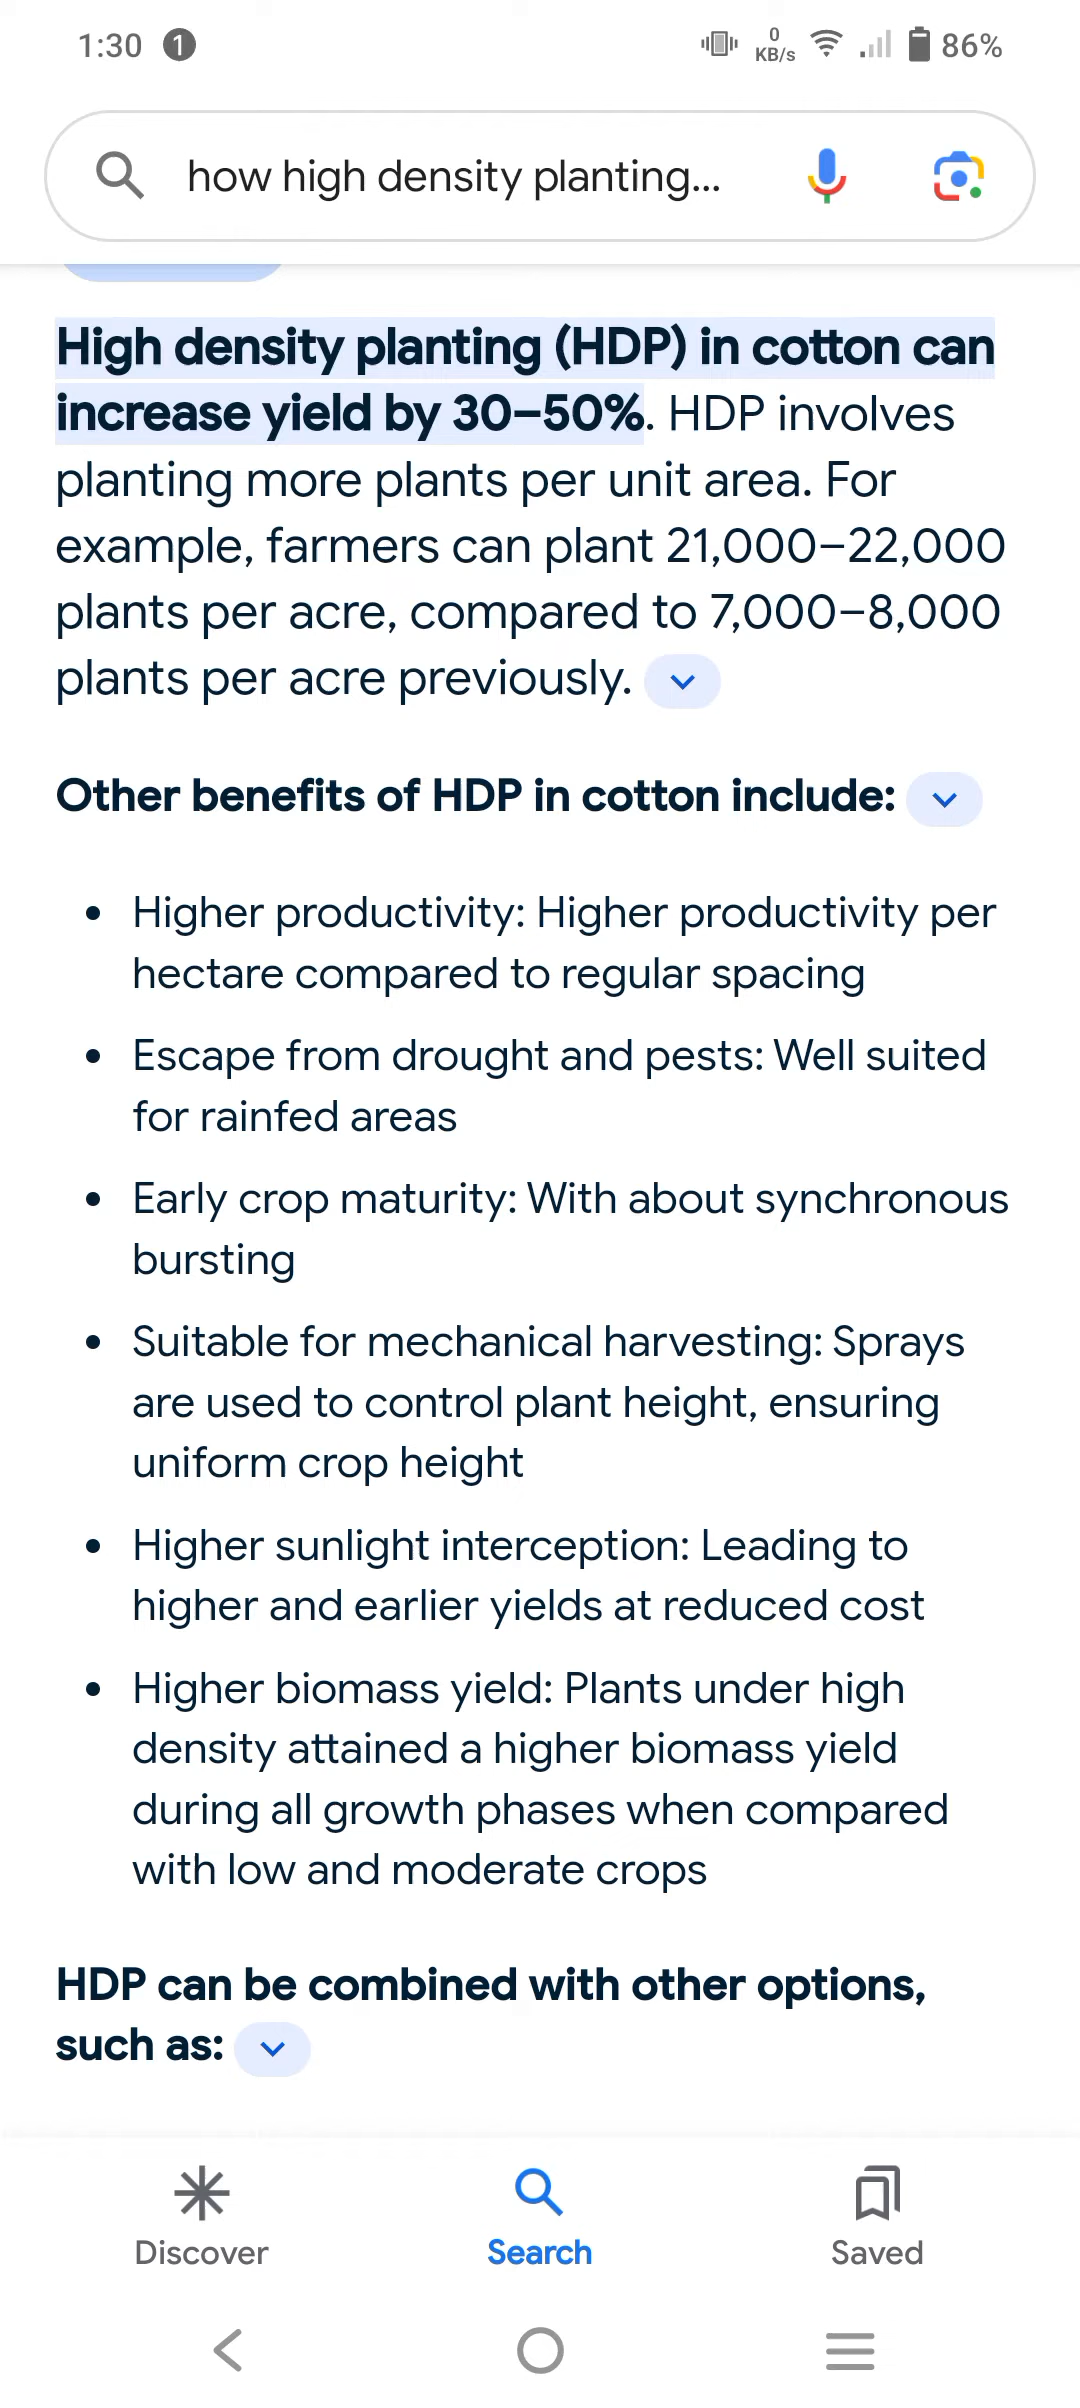 1:30 1 0 KB/s 86%
how high density planting...
High density planting (HDP) in cotton can
increase yield by 30–50%. HDP involves
planting more plants per unit area. For
example, farmers can plant 21,000–22,000
plants per acre, compared to 7,000–8,000
plants per acre previously.
Other benefits of HDP in cotton include:
• Higher productivity: Higher productivity per
hectare compared to regular spacing
• Escape from drought and pests: Well suited
for rainfed areas
• Early crop maturity: With about synchronous
bursting
• Suitable for mechanical harvesting: Sprays
are used to control plant height, ensuring
uniform crop height
• Higher sunlight interception: Leading to
higher and earlier yields at reduced cost
• Higher biomass yield: Plants under high
density attained a higher biomass yield
during all growth phases when compared
with low and moderate crops
HDP can be combined with other options,
such as:
Discover Search Saved